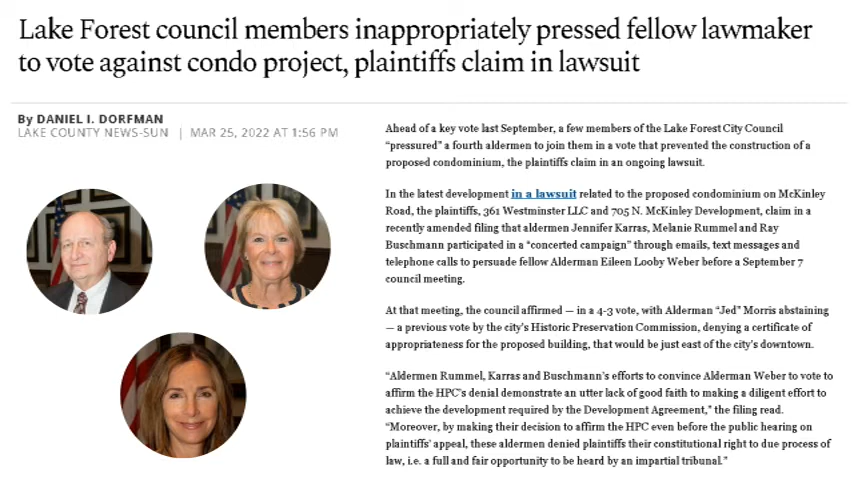 Lake Forest council members inappropriately pressed fellow lawmaker
to vote against condo project, plaintiffs claim in lawsuit
By DANIEL I. DORFMAN
LAKE COUNTY NEWS-SUN | MAR 25, 2022 AT 1:56 PM
Ahead of a key vote last September, a few members of the Lake Forest City Council
“pressured” a fourth aldermen to join them in a vote that prevented the construction of a
proposed condominium, the plaintiffs claim in an ongoing lawsuit.
In the latest development in a lawsuit related to the proposed condominium on McKinley
Road, the plaintiffs, 361 Westminster LLC and 705 N. McKinley Development, claim in a
recently amended filing that aldermen Jennifer Karras, Melanie Rummel and Ray
Buschmann participated in a “concerted campaign” through emails, text messages and
telephone calls to persuade fellow Alderman Eileen Looby Weber before a September 7
council meeting.
At that meeting, the council affirmed — in a 4-3 vote, with Alderman “Jed” Morris abstaining
— a previous vote by the city’s Historic Preservation Commission, denying a certificate of
appropriateness for the proposed building, that would be just east of the city’s downtown.
“Aldermen Rummel, Karras and Buschmann’s efforts to convince Alderman Weber to vote to
affirm the HPC’s denial demonstrate an utter lack of good faith to making a diligent effort to
achieve the development required by the Development Agreement,” the filing read.
“Moreover, by making their decision to affirm the HPC even before the public hearing on
plaintiffs’ appeal, these aldermen denied plaintiffs their constitutional right to due process of
law, i.e. a full and fair opportunity to be heard by an impartial tribunal.”